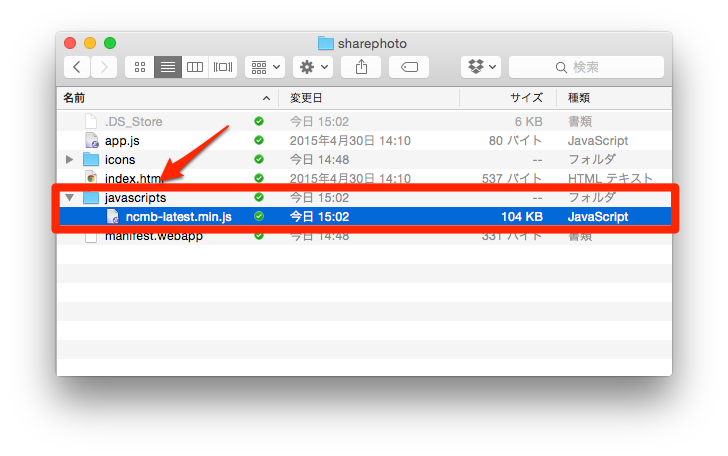 sharephoto
検索
名前 変更日 サイズ 種類
.DS_Store 今日 15:02 6 KB 書類
app.js 2015年4月30日 14:10 80 バイト JavaScript
icons 今日 14:48 -- フォルダ
index.html 2015年4月30日 14:10 537 バイト HTML テキスト
javascripts 今日 15:02 -- フォルダ
ncmb-latest.min.js 今日 15:02 104 KB JavaScript
manifest.webapp 今日 14:48 331 バイト 書類